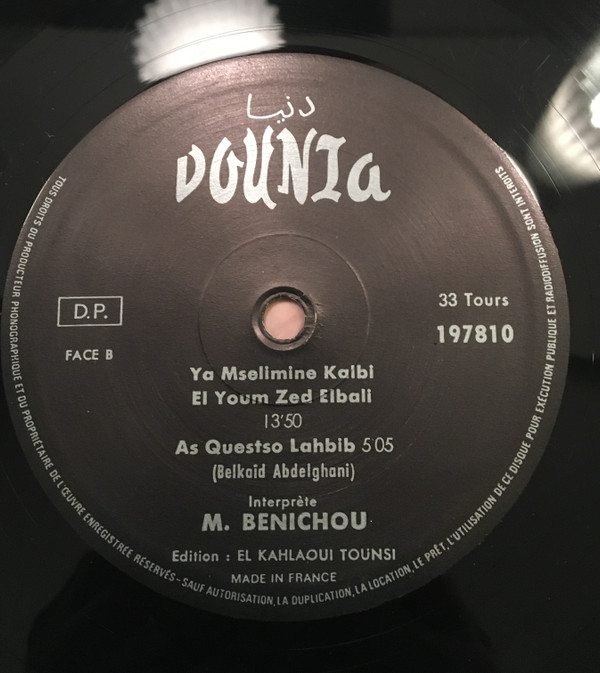 دنيا
DOUNIA
D.P.
FACE B
33 Tours
197810
Ya Mselimine Kalbi
El Youm Zed Elbali
13'50
As Questso Lahbib 5'05
(Belkaïd Abdelghani)
Interprète
M. BENICHOU
Edition : EL KAHLAOUI TOUNSI
MADE IN FRANCE
TOUS DROITS DU PRODUCTEUR PHONOGRAPHIQUE ET DU PROPRIÉTAIRE DE L'ŒUVRE ENREGISTRÉE RÉSERVÉS - SAUF AUTORISATION, LA DUPLICATION, LA LOCATION, LE PRÊT, L'UTILISATION DE CE DISQUE POUR EXÉCUTION PUBLIQUE ET RADIODIFFUSION SONT INTERDITS